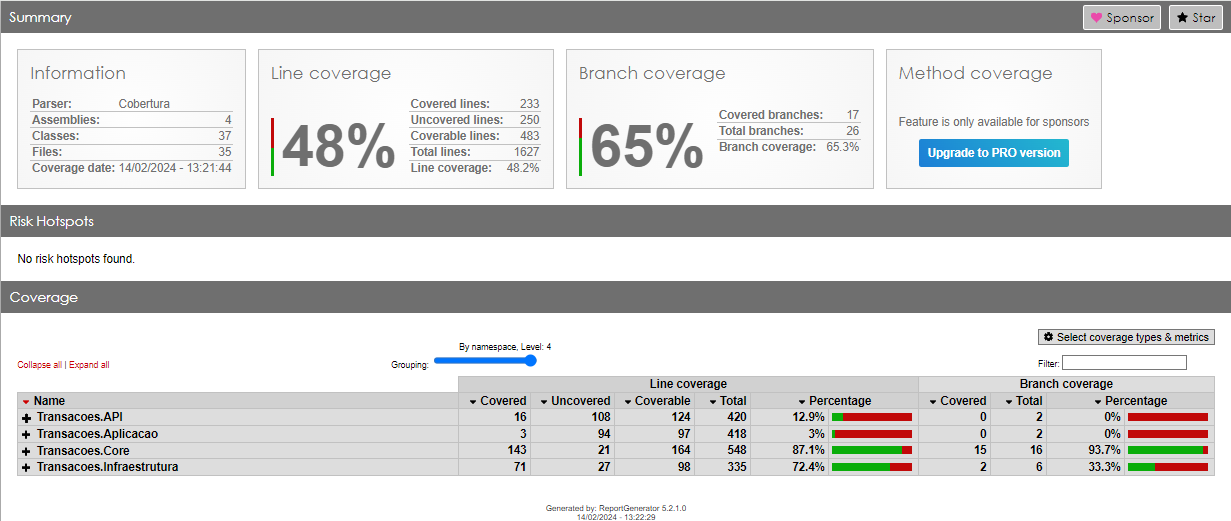 Summary Sponsor Star
Information Line coverage Branch coverage Method coverage
Parser: Cobertura
Assemblies: 4
Classes: 37
Files: 35
Coverage date: 14/02/2024 - 13:21:44
48%
Covered lines: 233
Uncovered lines: 250
Coverable lines: 483
Total lines: 1627
Line coverage: 48.2%
65%
Covered branches: 17
Total branches: 26
Branch coverage: 65.3%
Feature is only available for sponsors
Upgrade to PRO version
Risk Hotspots
No risk hotspots found.
Coverage
Select coverage types & metrics
By namespace, Level: 4
Collapse all | Expand all Grouping: Filter:
Line coverage Branch coverage
Name Covered Uncovered Coverable Total Percentage Covered Total Percentage
Transacoes.API 16 108 124 420 12.9% 0 2 0%
Transacoes.Aplicacao 3 94 97 418 3% 0 2 0%
Transacoes.Core 143 21 164 548 87.1% 15 16 93.7%
Transacoes.Infraestrutura 71 27 98 335 72.4% 2 6 33.3%
Generated by: ReportGenerator 5.2.1.0
14/02/2024 - 13:22:29